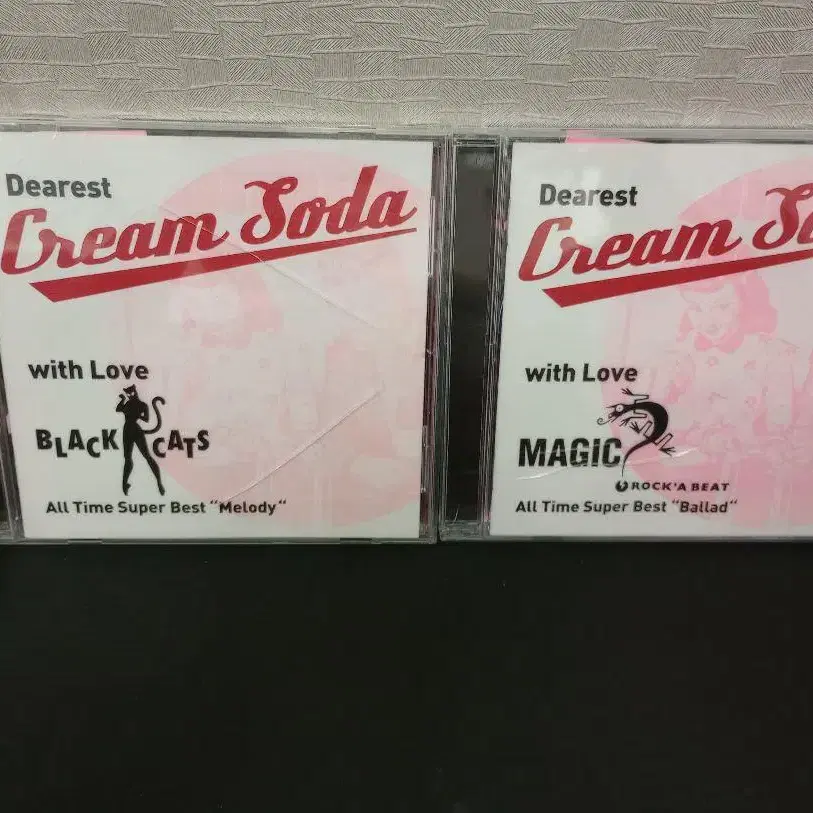 Dearest
Cream Soda
with Love
BLACK CATS
All Time Super Best “Melody“
Dearest
Cream
with Love
MAGIC
ROCK'A BEAT
All Time Super Best “Ballad“